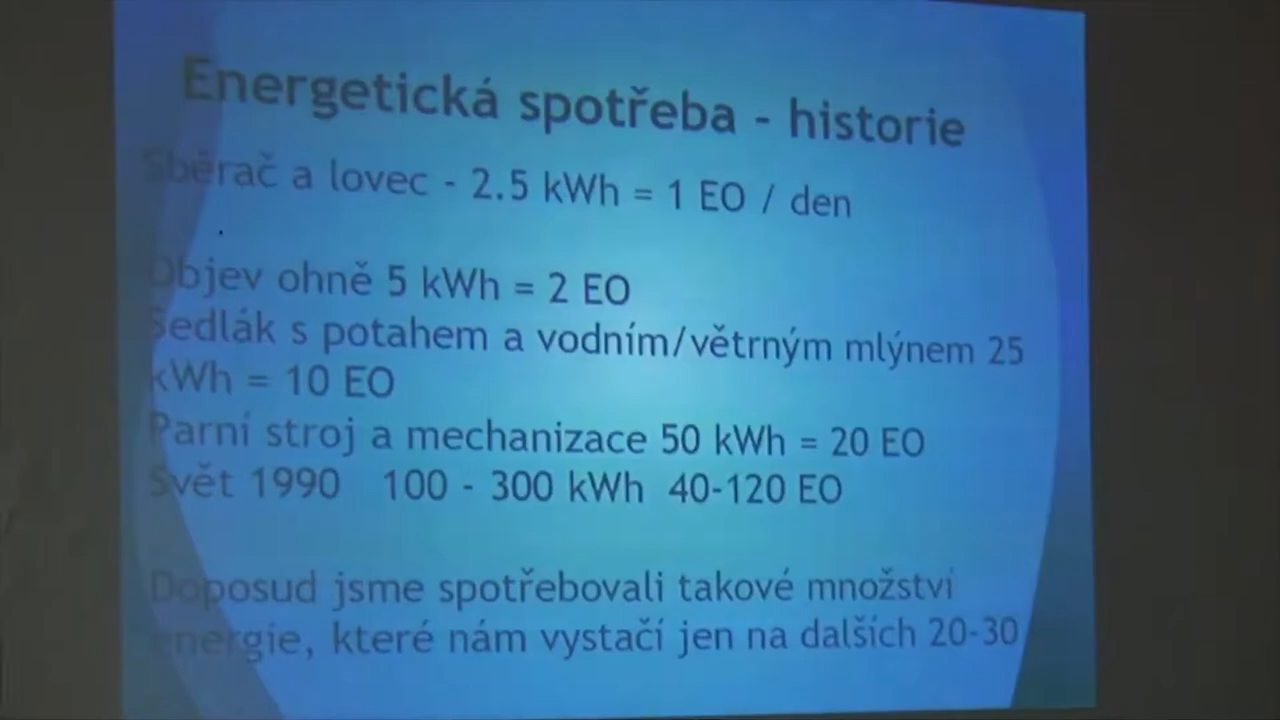 Energetická spotřeba - historie
Sběrač a lovec - 2.5 kWh = 1 EO / den
Objev ohně 5 kWh = 2 EO
Sedlák s potahem a vodním/větrným mlýnem 25
kWh = 10 EO
Parní stroj a mechanizace 50 kWh = 20 EO
Svět 1990 100 - 300 kWh 40-120 EO
Doposud jsme spotřebovali takové množství
energie, které nám vystačí jen na dalších 20-30